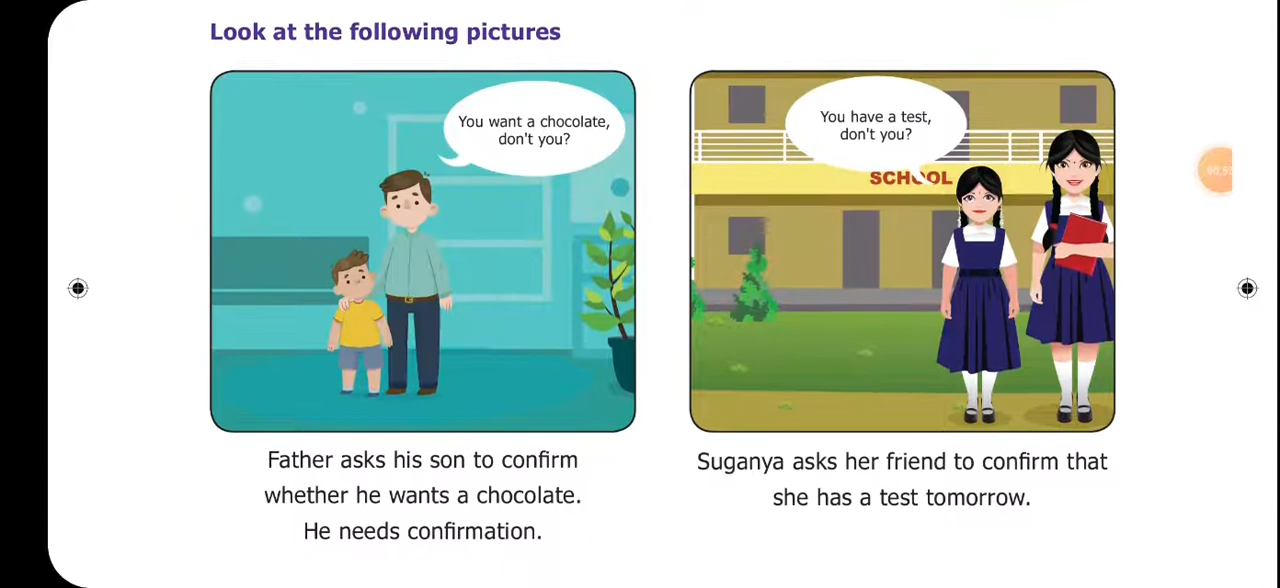 Look at the following pictures
You want a chocolate,
don't you?
Father asks his son to confirm
whether he wants a chocolate.
He needs confirmation.
You have a test,
don't you?
SCHOOL
Suganya asks her friend to confirm that
she has a test tomorrow.